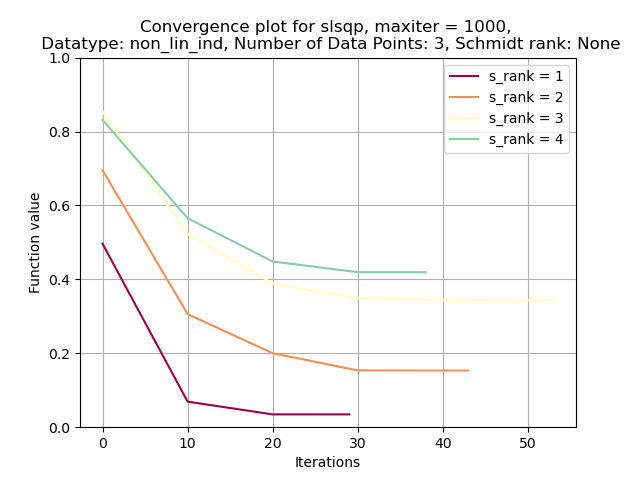 Convergence plot for slsqp, maxiter = 1000,
Datatype: non_lin_ind, Number of Data Points: 3, Schmidt rank: None
1.0
0.8
0.6
0.4
0.2
0.0
Function value
s_rank = 1
s_rank = 2
s_rank = 3
s_rank = 4
0 10 20 30 40 50
Iterations